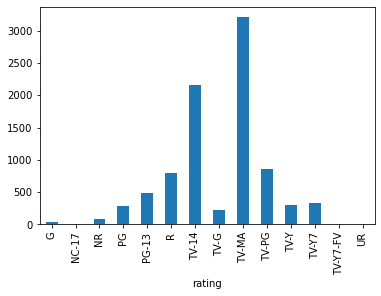 3000
2500
2000
1500
1000
500
0
G
NC-17
NR
PG
PG-13
R
TV-14
TV-G
TV-MA
TV-PG
TV-Y
TV-Y7
TV-Y7-FV
UR
rating